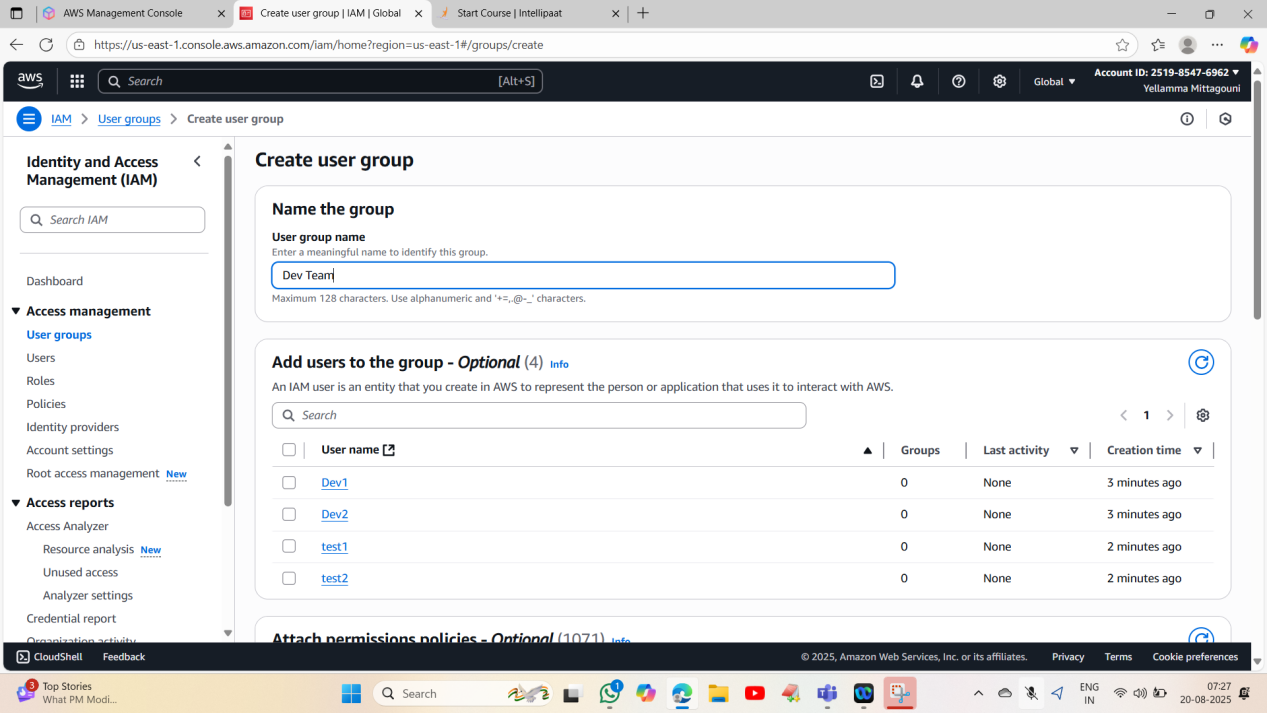 AWS Management Console
Create user group | IAM | Global
Start Course | Intellipaat
https://us-east-1.console.aws.amazon.com/iam/home?region=us-east-1#/groups/create
aws
Search [Alt+S]
Global
Account ID: 2519-8547-6962
Yellamma Mittagouni
IAM > User groups > Create user group
Identity and Access
Management (IAM)
Search IAM
Dashboard
Access management
User groups
Users
Roles
Policies
Identity providers
Account settings
Root access management New
Access reports
Access Analyzer
Resource analysis New
Unused access
Analyzer settings
Credential report
Organization activity
Create user group
Name the group
User group name
Enter a meaningful name to identify this group.
Dev Team
Maximum 128 characters. Use alphanumeric and '+=,.@-_' characters.
Add users to the group - Optional (4) Info
An IAM user is an entity that you create in AWS to represent the person or application that uses it to interact with AWS.
Search
1
User name Groups Last activity Creation time
Dev1 0 None 3 minutes ago
Dev2 0 None 3 minutes ago
test1 0 None 2 minutes ago
test2 0 None 2 minutes ago
Attach permissions policies - Optional (1071) Info
CloudShell Feedback © 2025, Amazon Web Services, Inc. or its affiliates. Privacy Terms Cookie preferences
3
Top Stories
What PM Modi...
Search
1
ENG
IN
07:27
20-08-2025